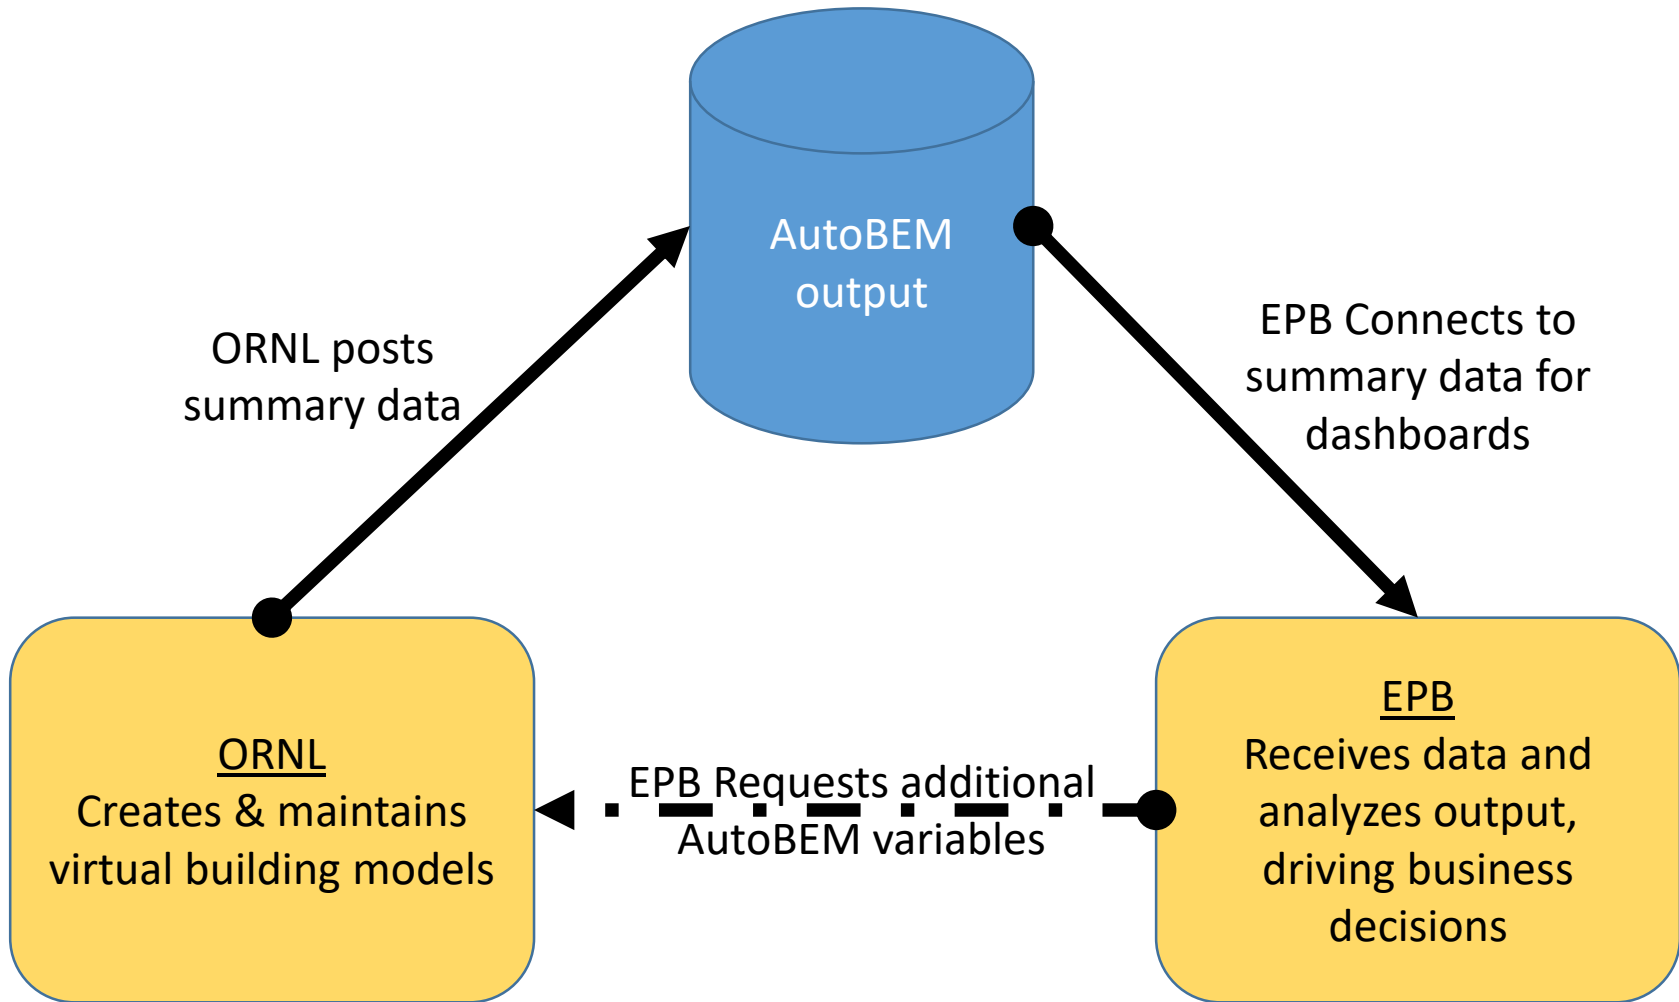 AutoBEM
output
ORNL posts
summary data
EPB Connects to
summary data for
dashboards
ORNL
Creates & maintains
virtual building models
EPB Requests additional
AutoBEM variables
EPB
Receives data and
analyzes output,
driving business
decisions